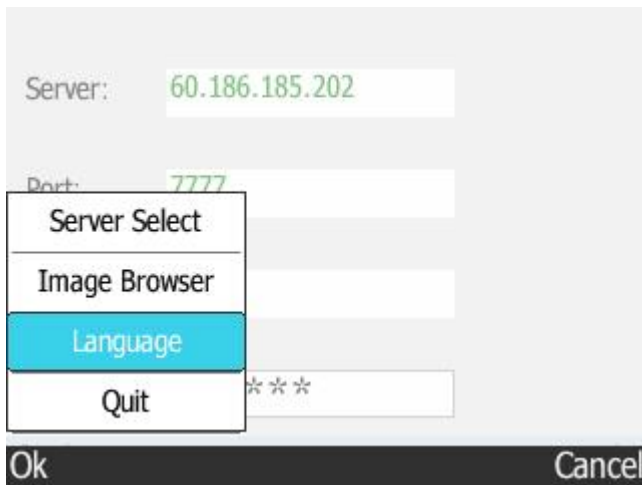 Server: 60.186.185.202
Port: 7777
Server Select
Image Browser
Language
***
Quit
Ok Cancel